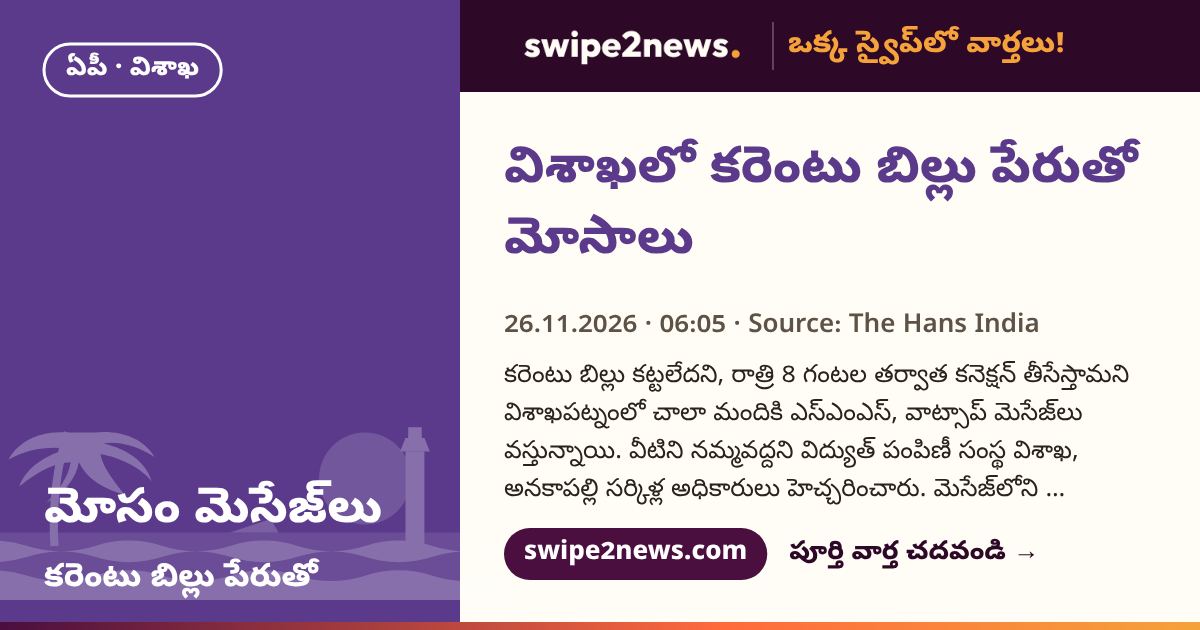 ఏపీ · విశాఖ
swipe2news. ఒక్క స్వైప్‌లో వార్తలు!
విశాఖలో కరెంటు బిల్లు పేరుతో
మోసాలు
26.11.2026 · 06:05 · Source: The Hans India
కరెంటు బిల్లు కట్టలేదని, రాత్రి 8 గంటల తర్వాత కనెక్షన్ తీసేస్తామని
విశాఖపట్నంలో చాలా మందికి ఎస్ఎంఎస్, వాట్సాప్ మెసేజ్‌లు
వస్తున్నాయి. వీటిని నమ్మవద్దని విద్యుత్ పంపిణీ సంస్థ విశాఖ,
అనకాపల్లి సర్కిళ్ల అధికారులు హెచ్చరించారు. మెసేజ్‌లోని ...
మోసం మెసేజ్‌లు
కరెంటు బిల్లు పేరుతో
swipe2news.com పూర్తి వార్త చదవండి →